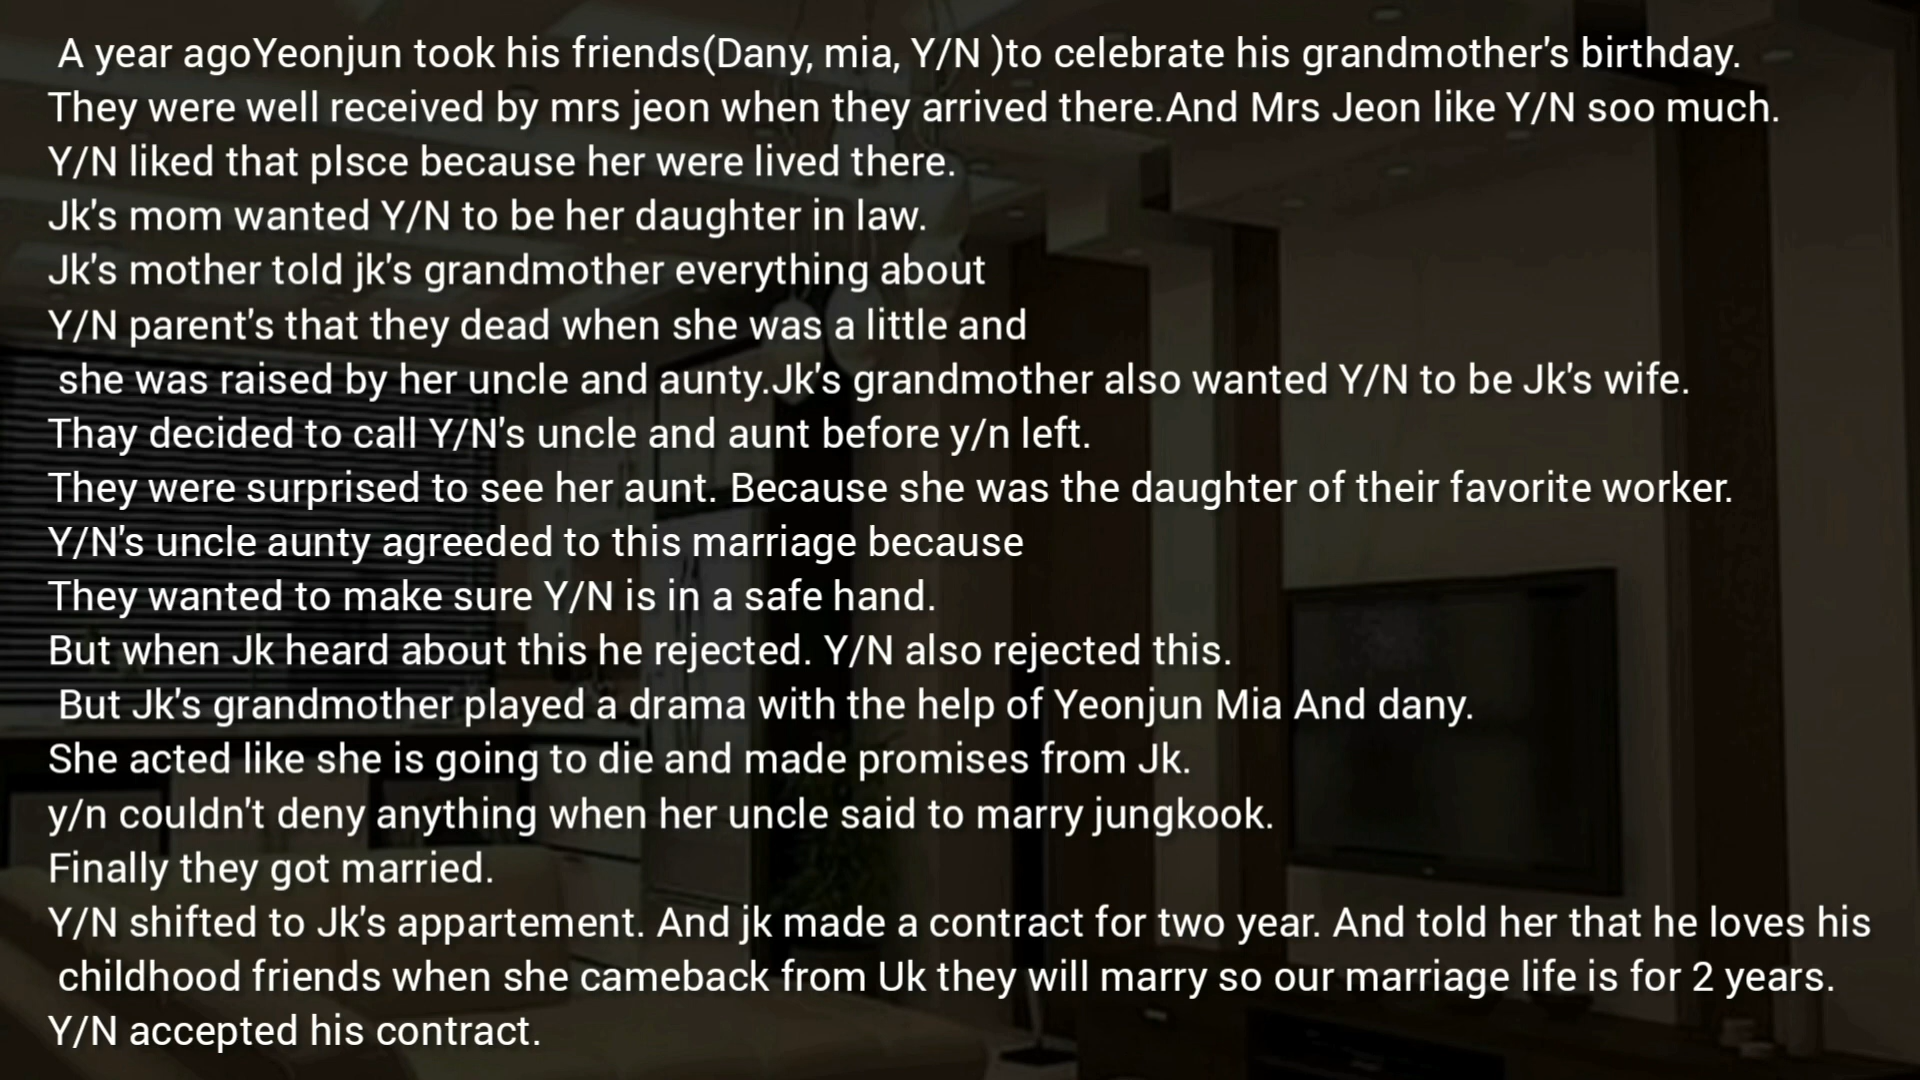 A year agoYeonjun took his friends(Dany, mia, Y/N )to celebrate his grandmother's birthday.
They were well received by mrs jeon when they arrived there.And Mrs Jeon like Y/N soo much.
Y/N liked that plsce because her were lived there.
Jk's mom wanted Y/N to be her daughter in law.
Jk's mother told jk's grandmother everything about
Y/N parent's that they dead when she was a little and
she was raised by her uncle and aunty.Jk's grandmother also wanted Y/N to be Jk's wife.
Thay decided to call Y/N's uncle and aunt before y/n left.
They were surprised to see her aunt. Because she was the daughter of their favorite worker.
Y/N's uncle aunty agreeded to this marriage because
They wanted to make sure Y/N is in a safe hand.
But when Jk heard about this he rejected. Y/N also rejected this.
But Jk's grandmother played a drama with the help of Yeonjun Mia And dany.
She acted like she is going to die and made promises from Jk.
y/n couldn't deny anything when her uncle said to marry jungkook.
Finally they got married.
Y/N shifted to Jk's appartement. And jk made a contract for two year. And told her that he loves his
childhood friends when she cameback from Uk they will marry so our marriage life is for 2 years.
Y/N accepted his contract.